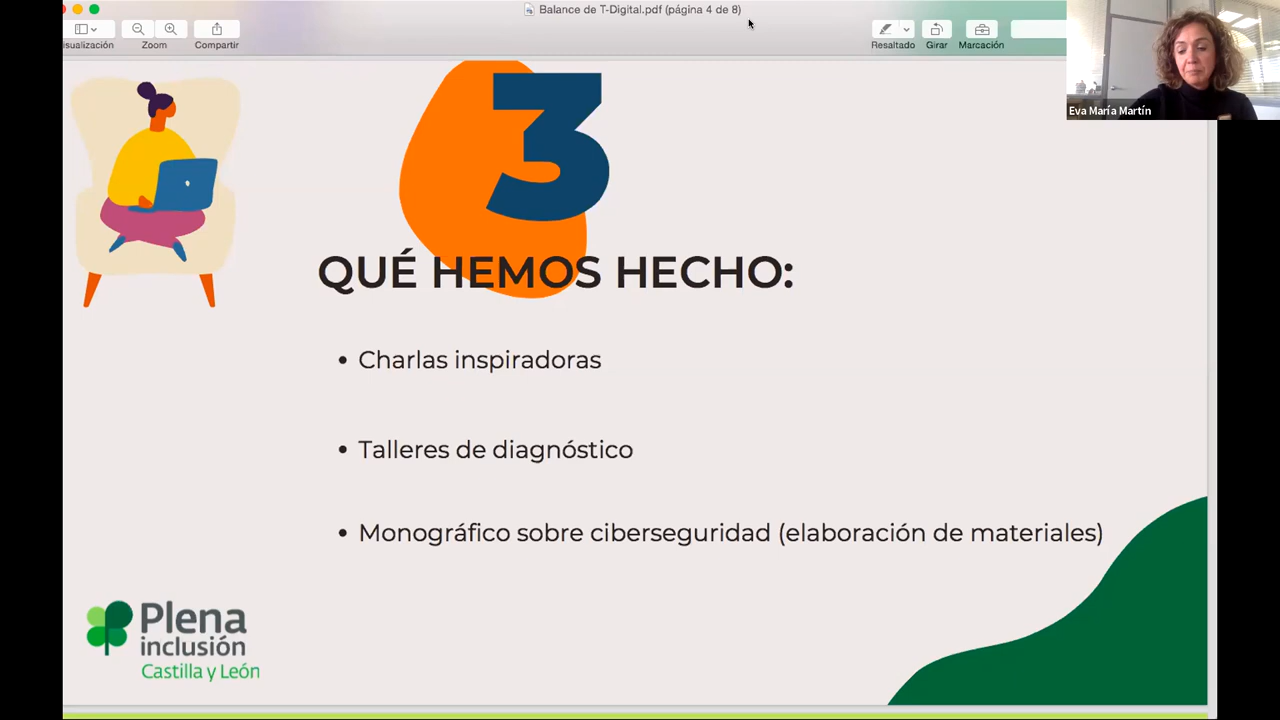 Balance de T-Digital.pdf (página 4 de 8)
isualización
Zoom
Compartir
Resaltado
Girar
Marcación
Eva María Martín
3
QUÉ HEMOS HECHO:
• Charlas inspiradoras
• Talleres de diagnóstico
• Monográfico sobre ciberseguridad (elaboración de materiales)
Plena
inclusión
Castilla y León